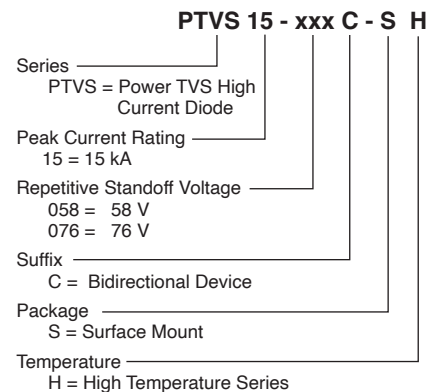 PTVS 15 - xxx C - S H
Series
PTVS = Power TVS High
Current Diode
Peak Current Rating
15 = 15 kA
Repetitive Standoff Voltage
058 = 58 V
076 = 76 V
Suffix
C = Bidirectional Device
Package
S = Surface Mount
Temperature
H = High Temperature Series